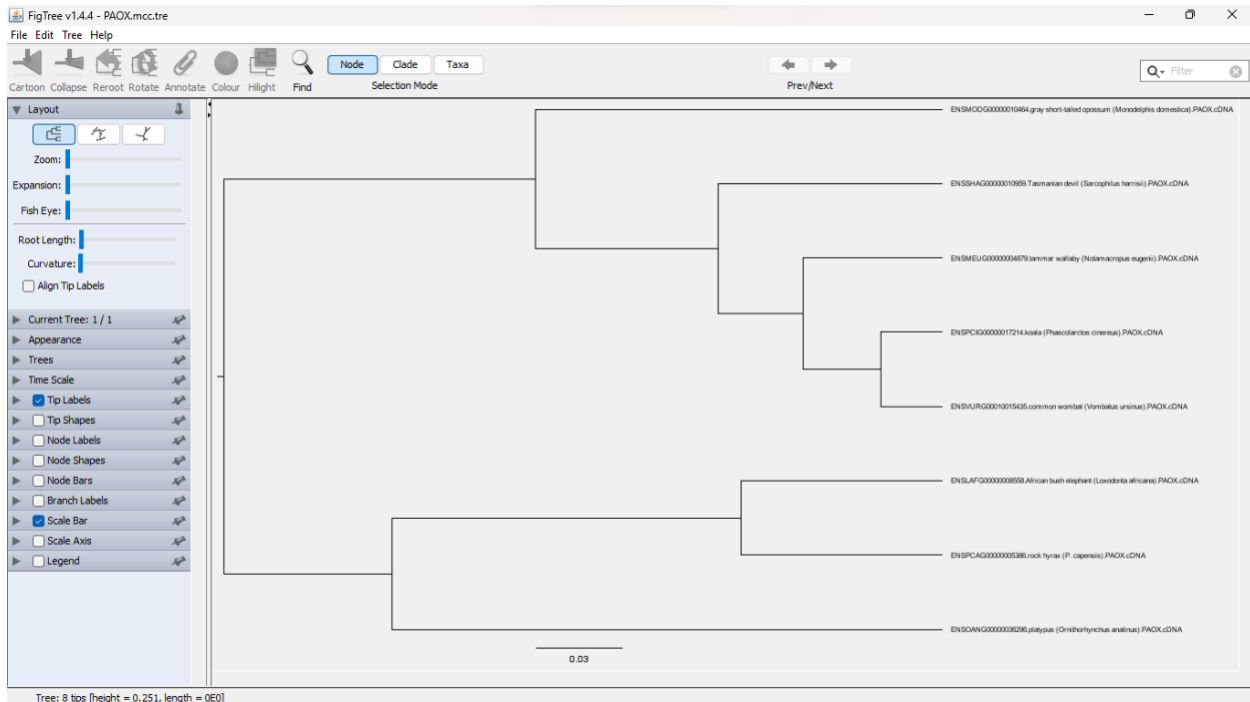 FigTree v1.4.4 - PAOX.mcc.tre
File Edit Tree Help
Cartoon Collapse Reroot Rotate Annotate Colour Hilight Find
Node Clade Taxa
Selection Mode
Prev/Next
Filter
Layout
Zoom:
Expansion:
Fish Eye:
Root Length:
Curvature:
Align Tip Labels
Current Tree: 1 / 1
Appearance
Trees
Time Scale
Tip Labels
Tip Shapes
Node Labels
Node Shapes
Node Bars
Branch Labels
Scale Bar
Scale Axis
Legend
ENSMODG00000010464.gray short-tailed opossum (Monodelphis domestica).PAOX.cDNA
ENSSHAG00000010959.Tasmanian devil (Sarcophilus harrisii).PAOX.cDNA
ENSMEUG00000004879.tammar wallaby (Notamacropus eugenii).PAOX.cDNA
ENSPCIG00000017214.koala (Phascolarctos cinereus).PAOX.cDNA
ENSVURG00010015435.common wombat (Vombatus ursinus).PAOX.cDNA
ENSLAFG00000008558.African bush elephant (Loxodonta africana).PAOX.cDNA
ENSPCAG00000005386.rock hyrax (P. capensis).PAOX.cDNA
ENSOANG00000036296.platypus (Ornithorhynchus anatinus).PAOX.cDNA
0.03
Tree: 8 tips [height = 0.251, length = 0E0]